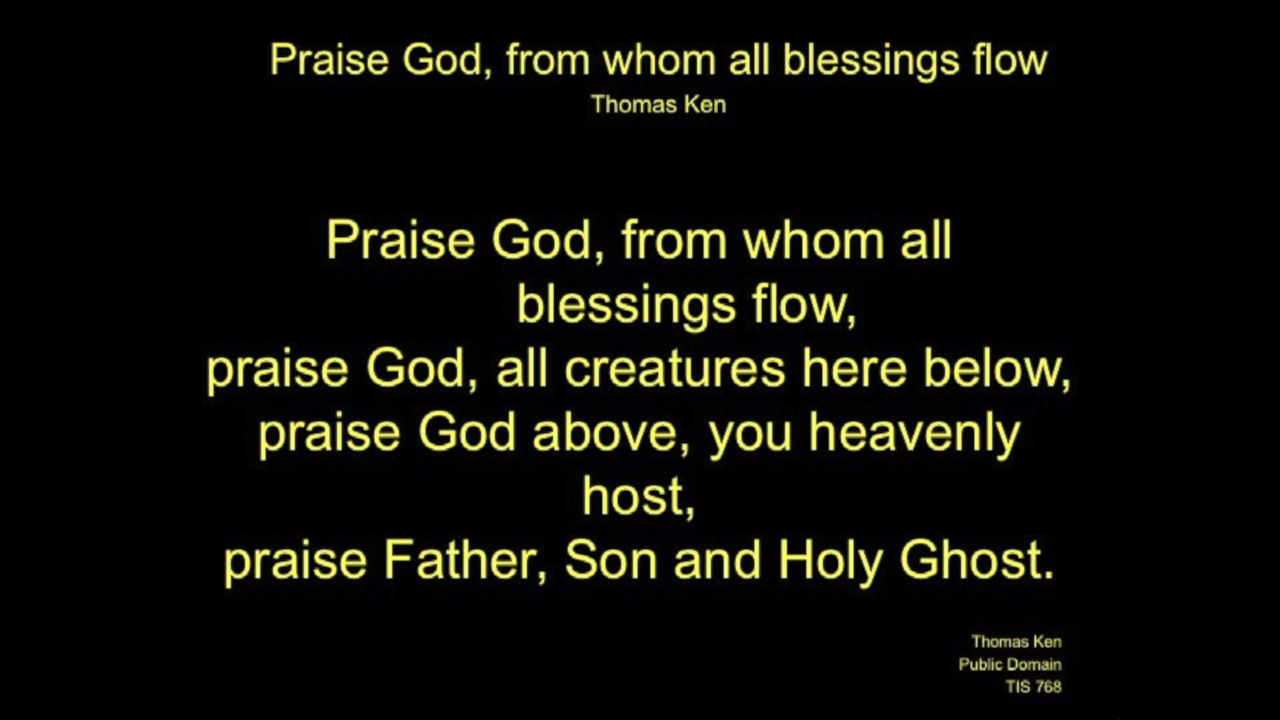 Praise God, from whom all blessings flow
Thomas Ken
Praise God, from whom all
blessings flow,
praise God, all creatures here below,
praise God above, you heavenly
host,
praise Father, Son and Holy Ghost.
Thomas Ken
Public Domain
TIS 768